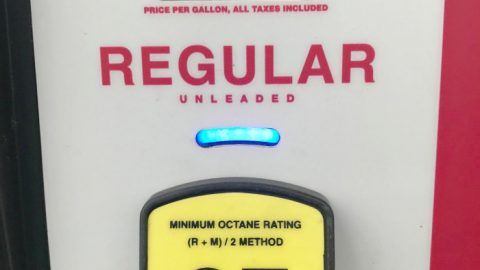 PRICE PER GALLON, ALL TAXES INCLUDED
REGULAR
UNLEADED
MINIMUM OCTANE RATING
(R + M) / 2 METHOD